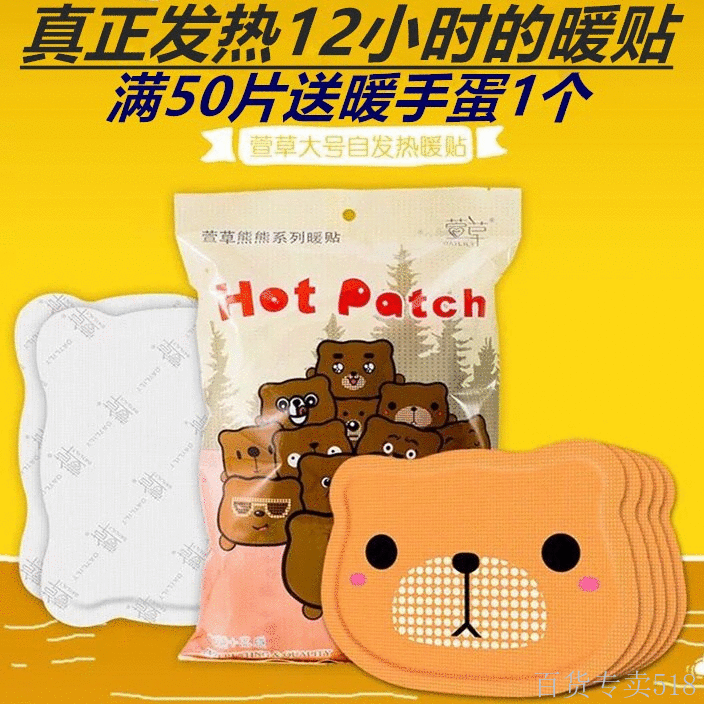 真正发热12小时的暖贴
满50片送暖手蛋1个
萱草大号自发热暖贴
萱草熊熊系列暖贴
萱草®
DAYLILY
Hot Patch
& QUALITY
百货专卖518